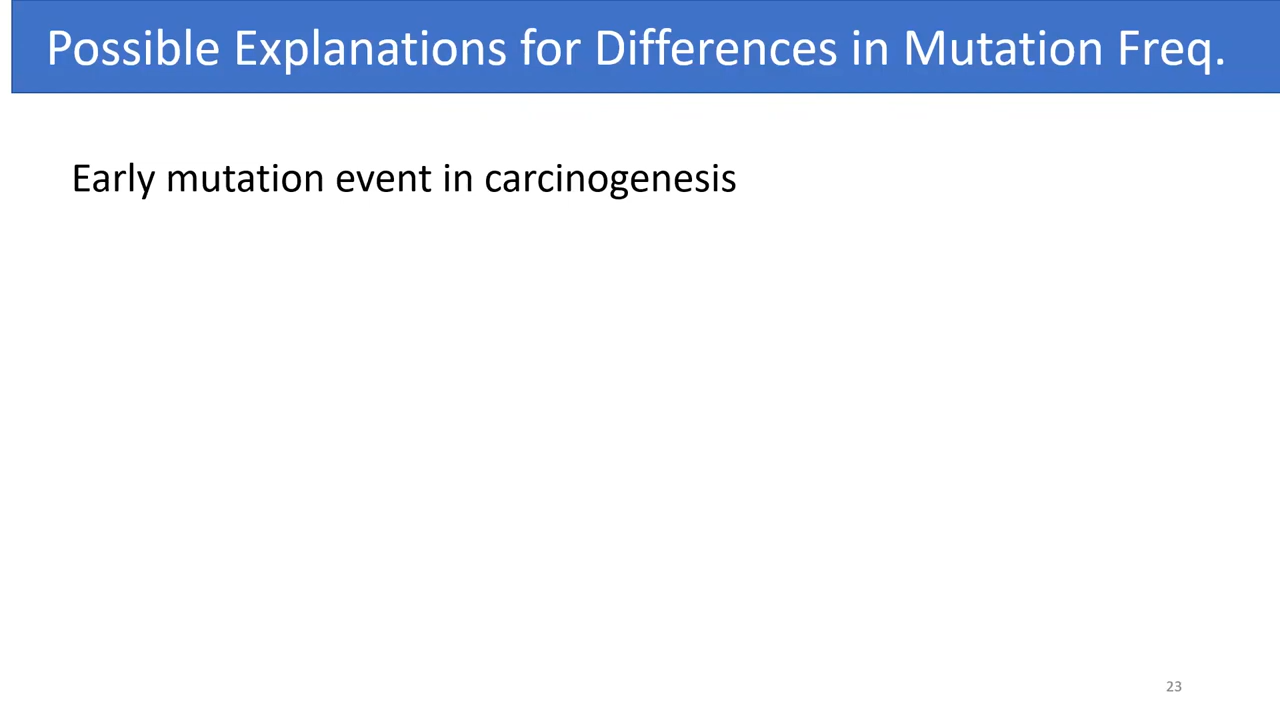 Possible Explanations for Differences in Mutation Freq.
Early mutation event in carcinogenesis
23